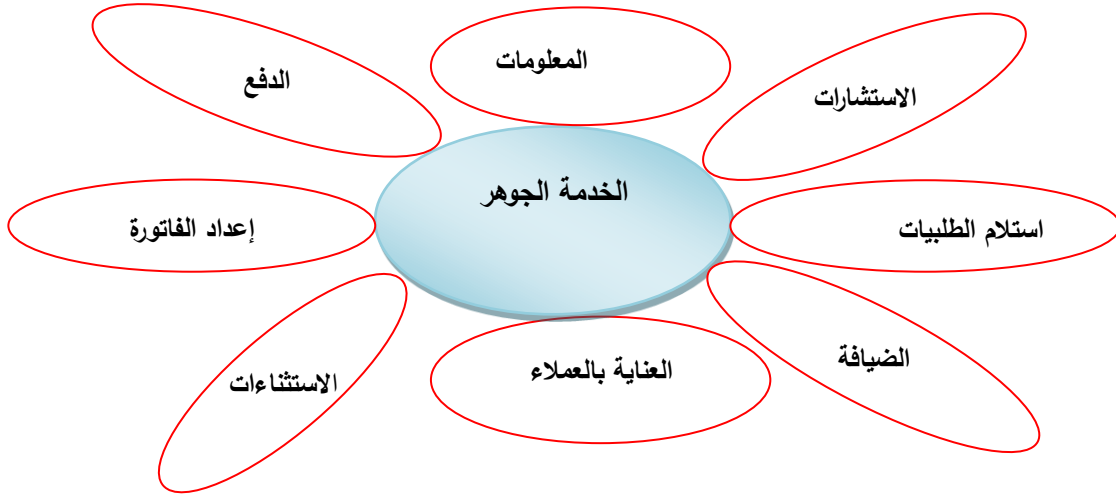 المعلومات
الدفع
الاستشارات
الخدمة الجوهر
استلام الطلبيات
إعداد الفاتورة
الضيافة
العناية بالعملاء
الاستثناءات